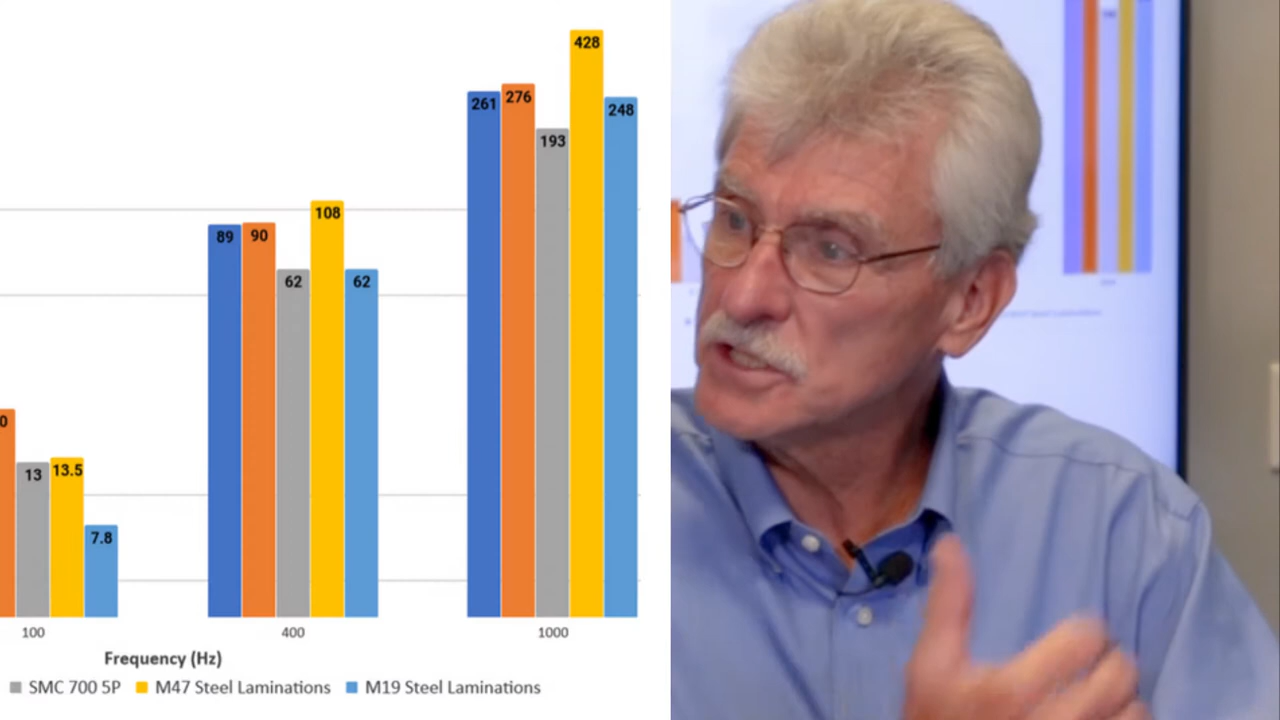 428
261 276 193 248
108
89 90 62 62
0 13 13.5 7.8
100 400 1000
Frequency (Hz)
SMC 700 5P M47 Steel Laminations M19 Steel Laminations